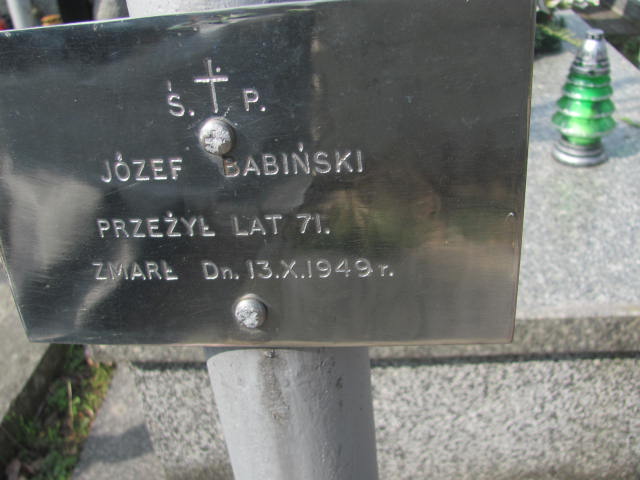 Ś. P.
JÓZEF BABIŃSKI
PRZEŻYŁ LAT 71.
ZMARŁ Dn. 13.X.1949 r.